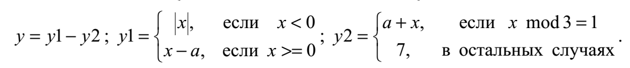 y = y1 − y2 ; y1 = { |x|, если x < 0 ; y2 = { a + x, если x mod 3 = 1
x − a, если x >= 0 7, в остальных случаях .